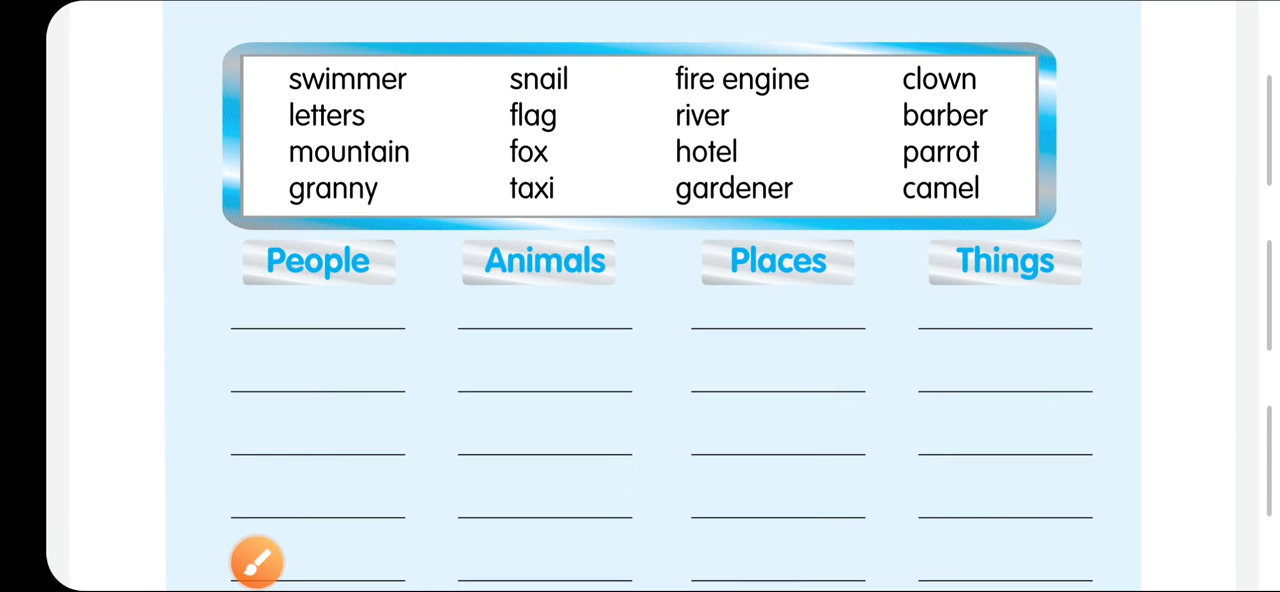 swimmer snail fire engine clown
letters flag river barber
mountain fox hotel parrot
granny taxi gardener camel
People Animals Places Things